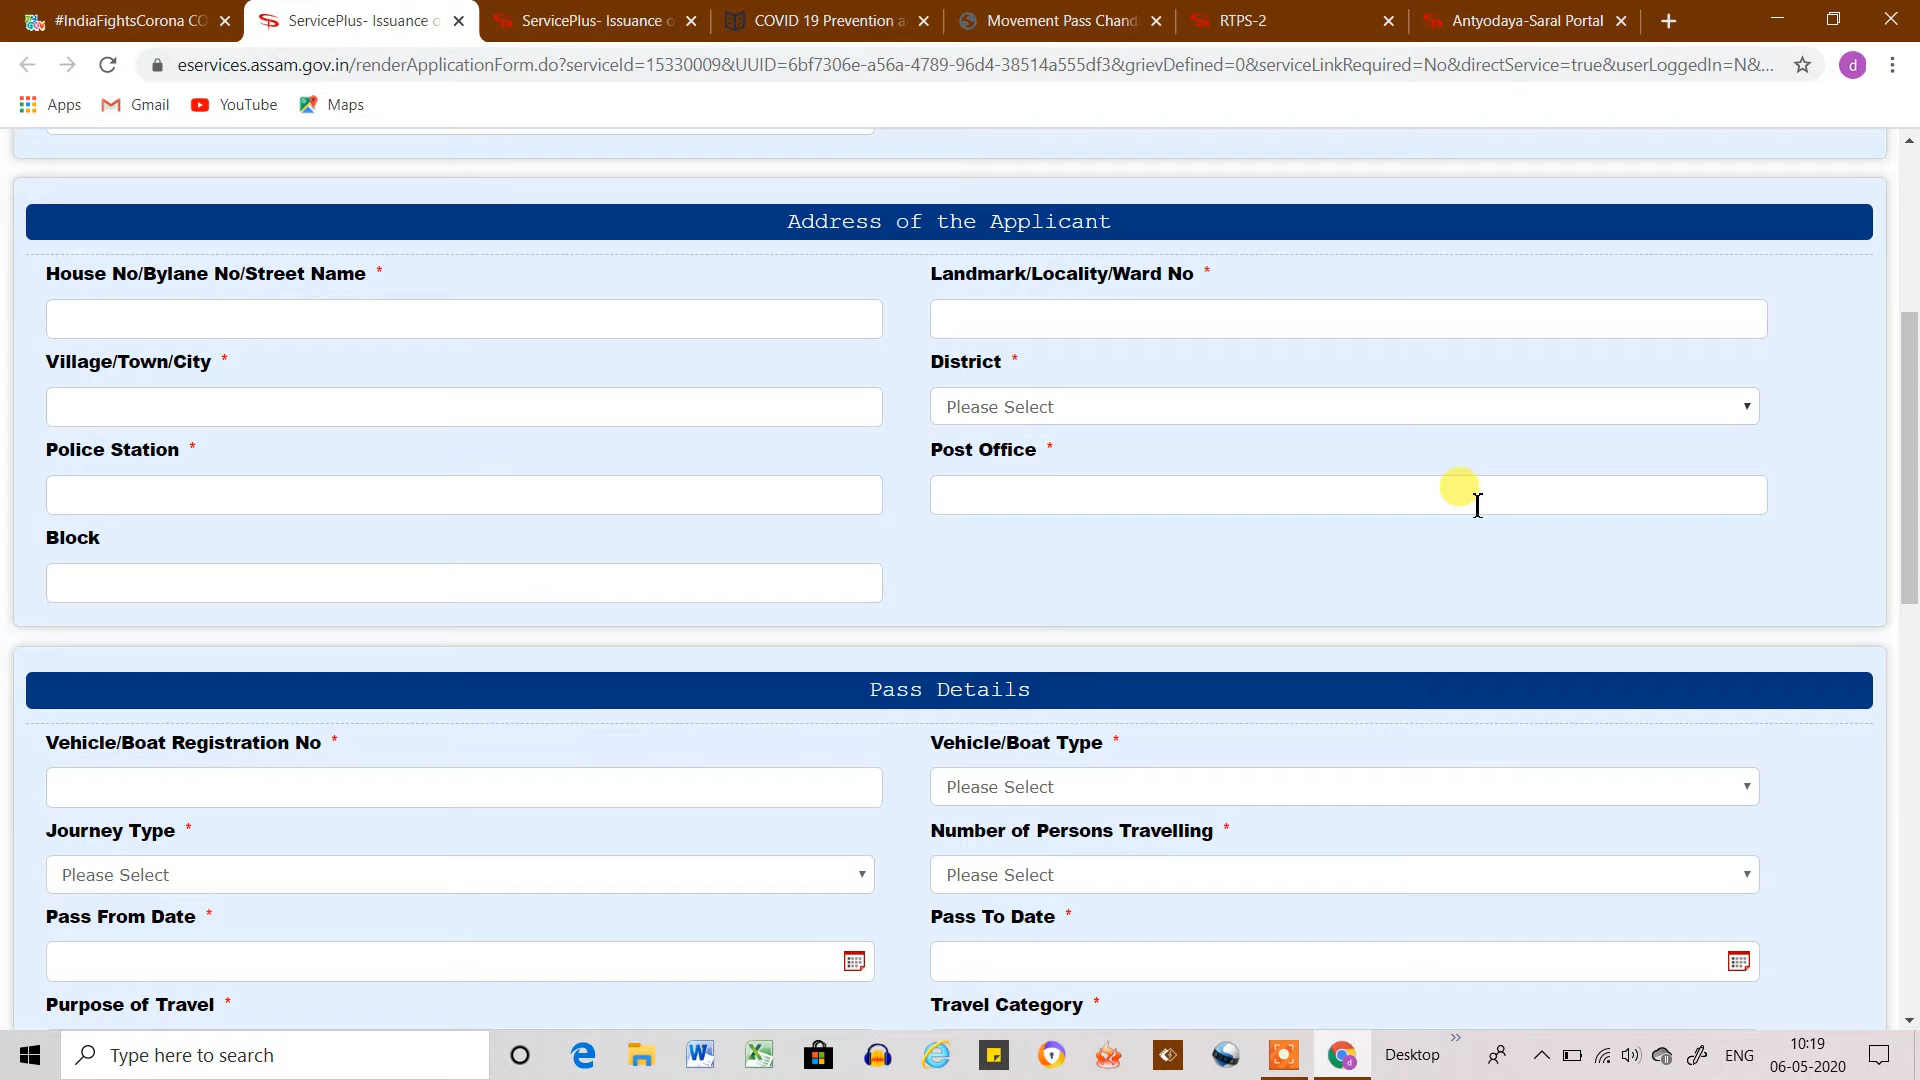 #IndiaFightsCorona CO
ServicePlus- Issuance o
ServicePlus- Issuance o
COVID 19 Prevention a
Movement Pass Chand
RTPS-2
Antyodaya-Saral Portal
eservices.assam.gov.in/renderApplicationForm.do?serviceId=15330009&UUID=6bf7306e-a56a-4789-96d4-38514a555df3&grievDefined=0&serviceLinkRequired=No&directService=true&userLoggedIn=N&...
d
Apps
Gmail
YouTube
Maps
Address of the Applicant
House No/Bylane No/Street Name *
Landmark/Locality/Ward No *
Village/Town/City *
District *
Please Select
Police Station *
Post Office *
Block
Pass Details
Vehicle/Boat Registration No *
Vehicle/Boat Type *
Please Select
Journey Type *
Number of Persons Travelling *
Please Select
Please Select
Pass From Date *
Pass To Date *
Purpose of Travel *
Travel Category *
Type here to search
Desktop
ENG
10:19
06-05-2020